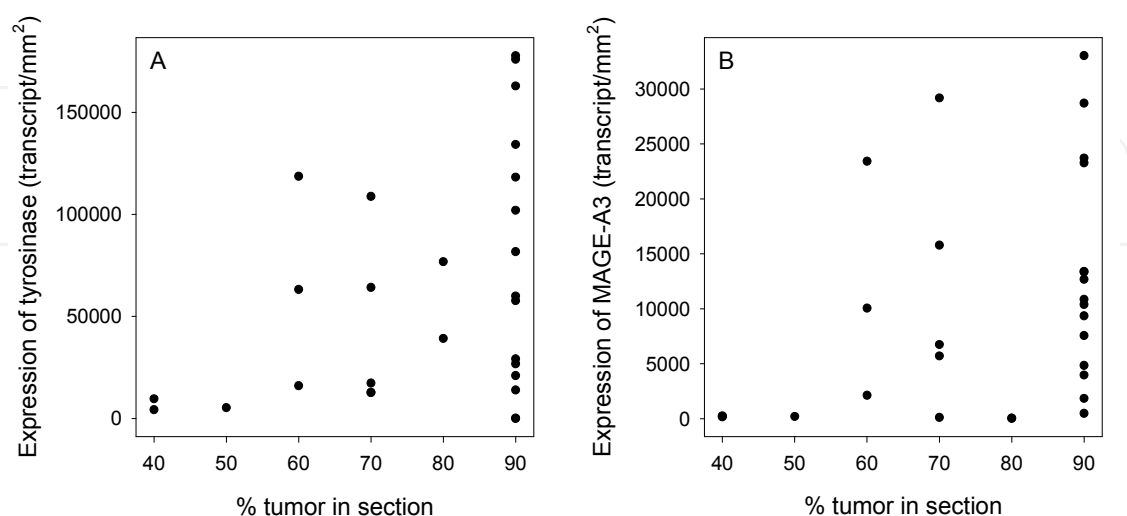 A
Expression of tyrosinase (transcript/mm²)
150000
100000
50000
0
40 50 60 70 80 90
% tumor in section
B
Expression of MAGE-A3 (transcript/mm²)
30000
25000
20000
15000
10000
5000
0
40 50 60 70 80 90
% tumor in section